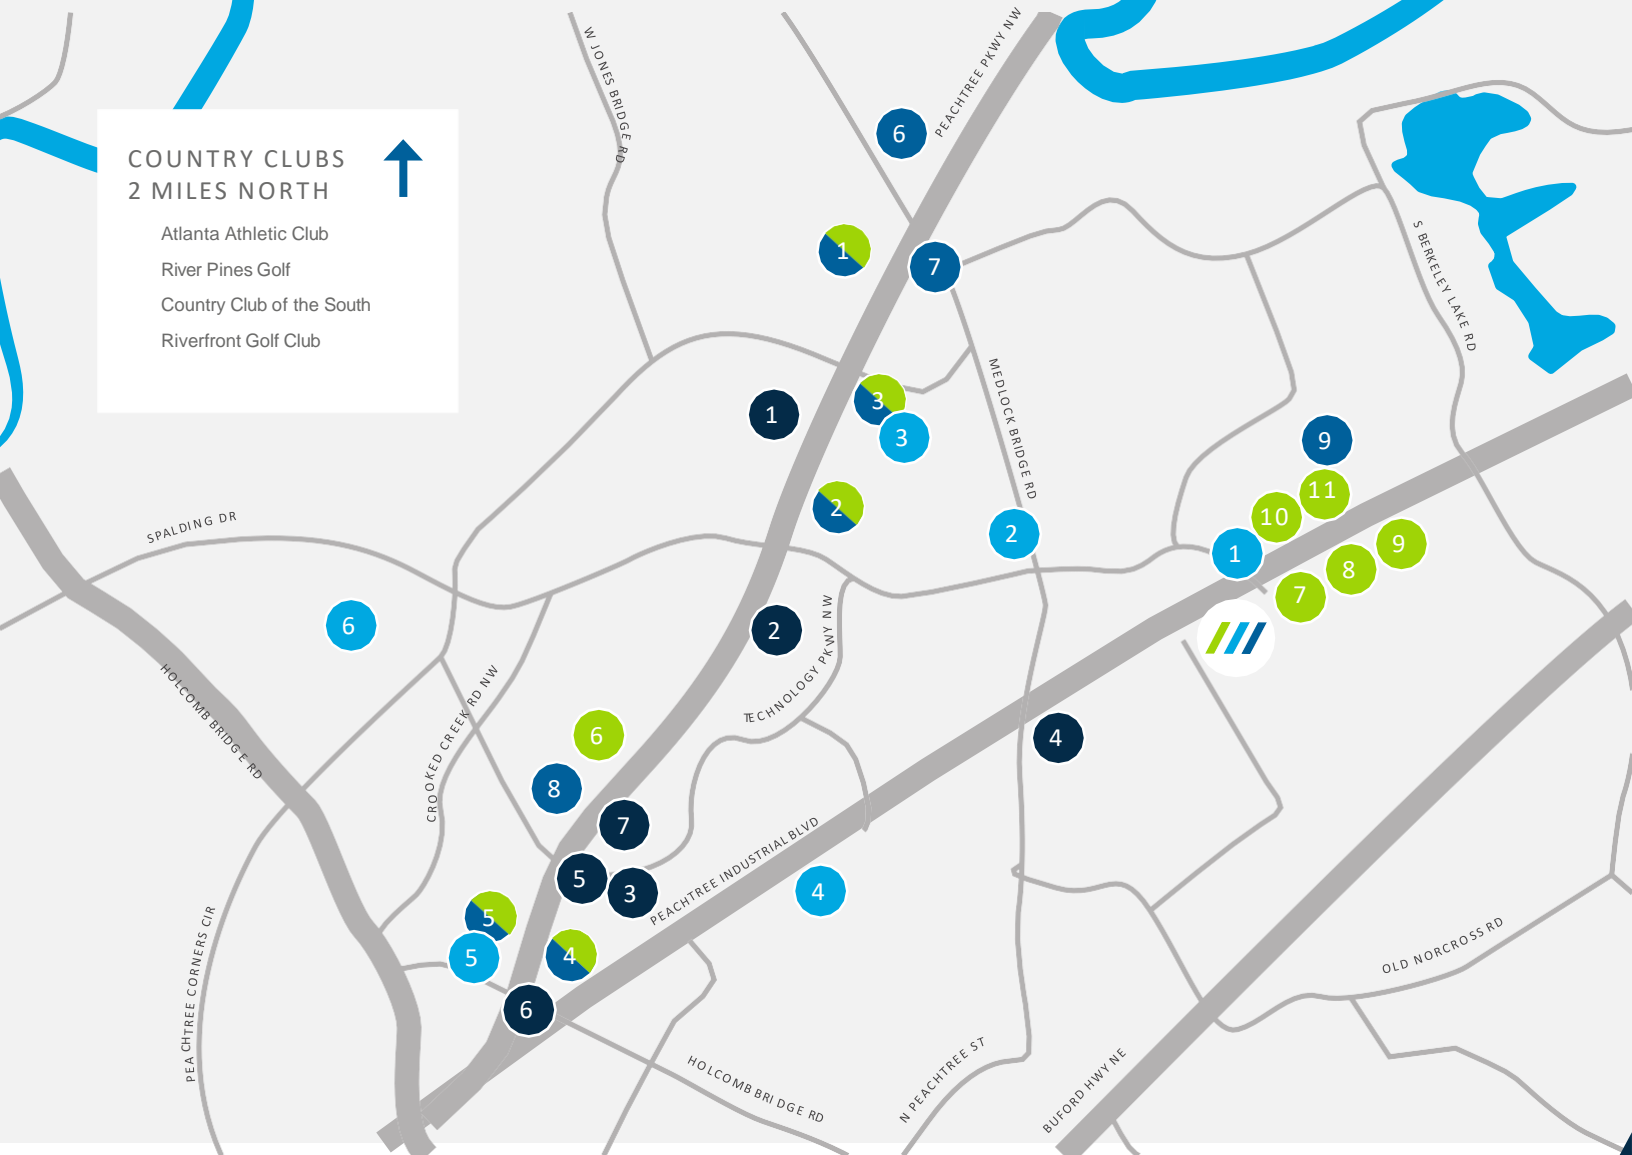 W JONES BRIDGE RD
PEACHTREE PKWY NW
6
COUNTRY CLUBS
2 MILES NORTH
Atlanta Athletic Club
River Pines Golf
Country Club of the South
Riverfront Golf Club
1
7
S BERKELEY LAKE RD
MEDLOCK BRIDGE RD
1
3
3
9
11
10
2
2
1
9
8
7
SPALDING DR
6
2
TECHNOLOGY PKWY NW
HOLCOMB BRIDGE RD
CROOKED CREEK RD NW
6
4
8
7
PEACHTREE INDUSTRIAL BLVD
5
3
4
5
5
4
6
PEACHTREE CORNERS CIR
OLD NORCROSS RD
HOLCOMB BRIDGE RD
N PEACHTREE ST
BUFORD HWY NE